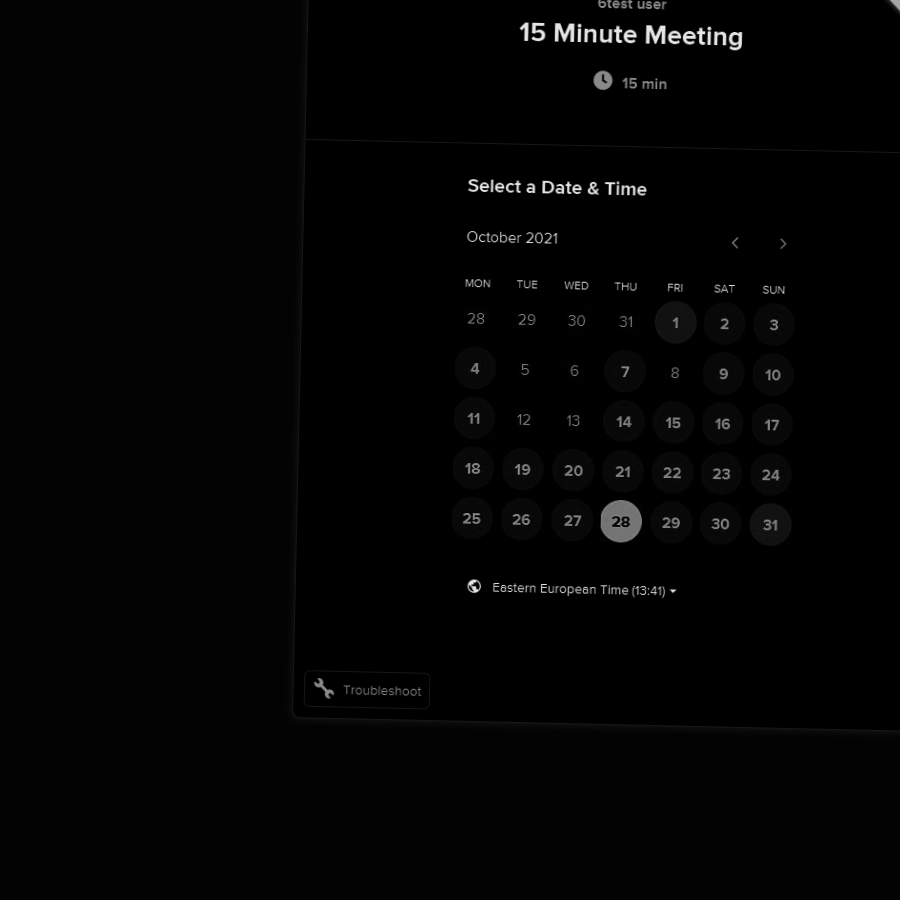 6test user
15 Minute Meeting
15 min
Select a Date & Time
October 2021
MON TUE WED THU FRI SAT SUN
28 29 30 31 1 2 3
4 5 6 7 8 9 10
11 12 13 14 15 16 17
18 19 20 21 22 23 24
25 26 27 28 29 30 31
Eastern European Time (13:41)
Troubleshoot